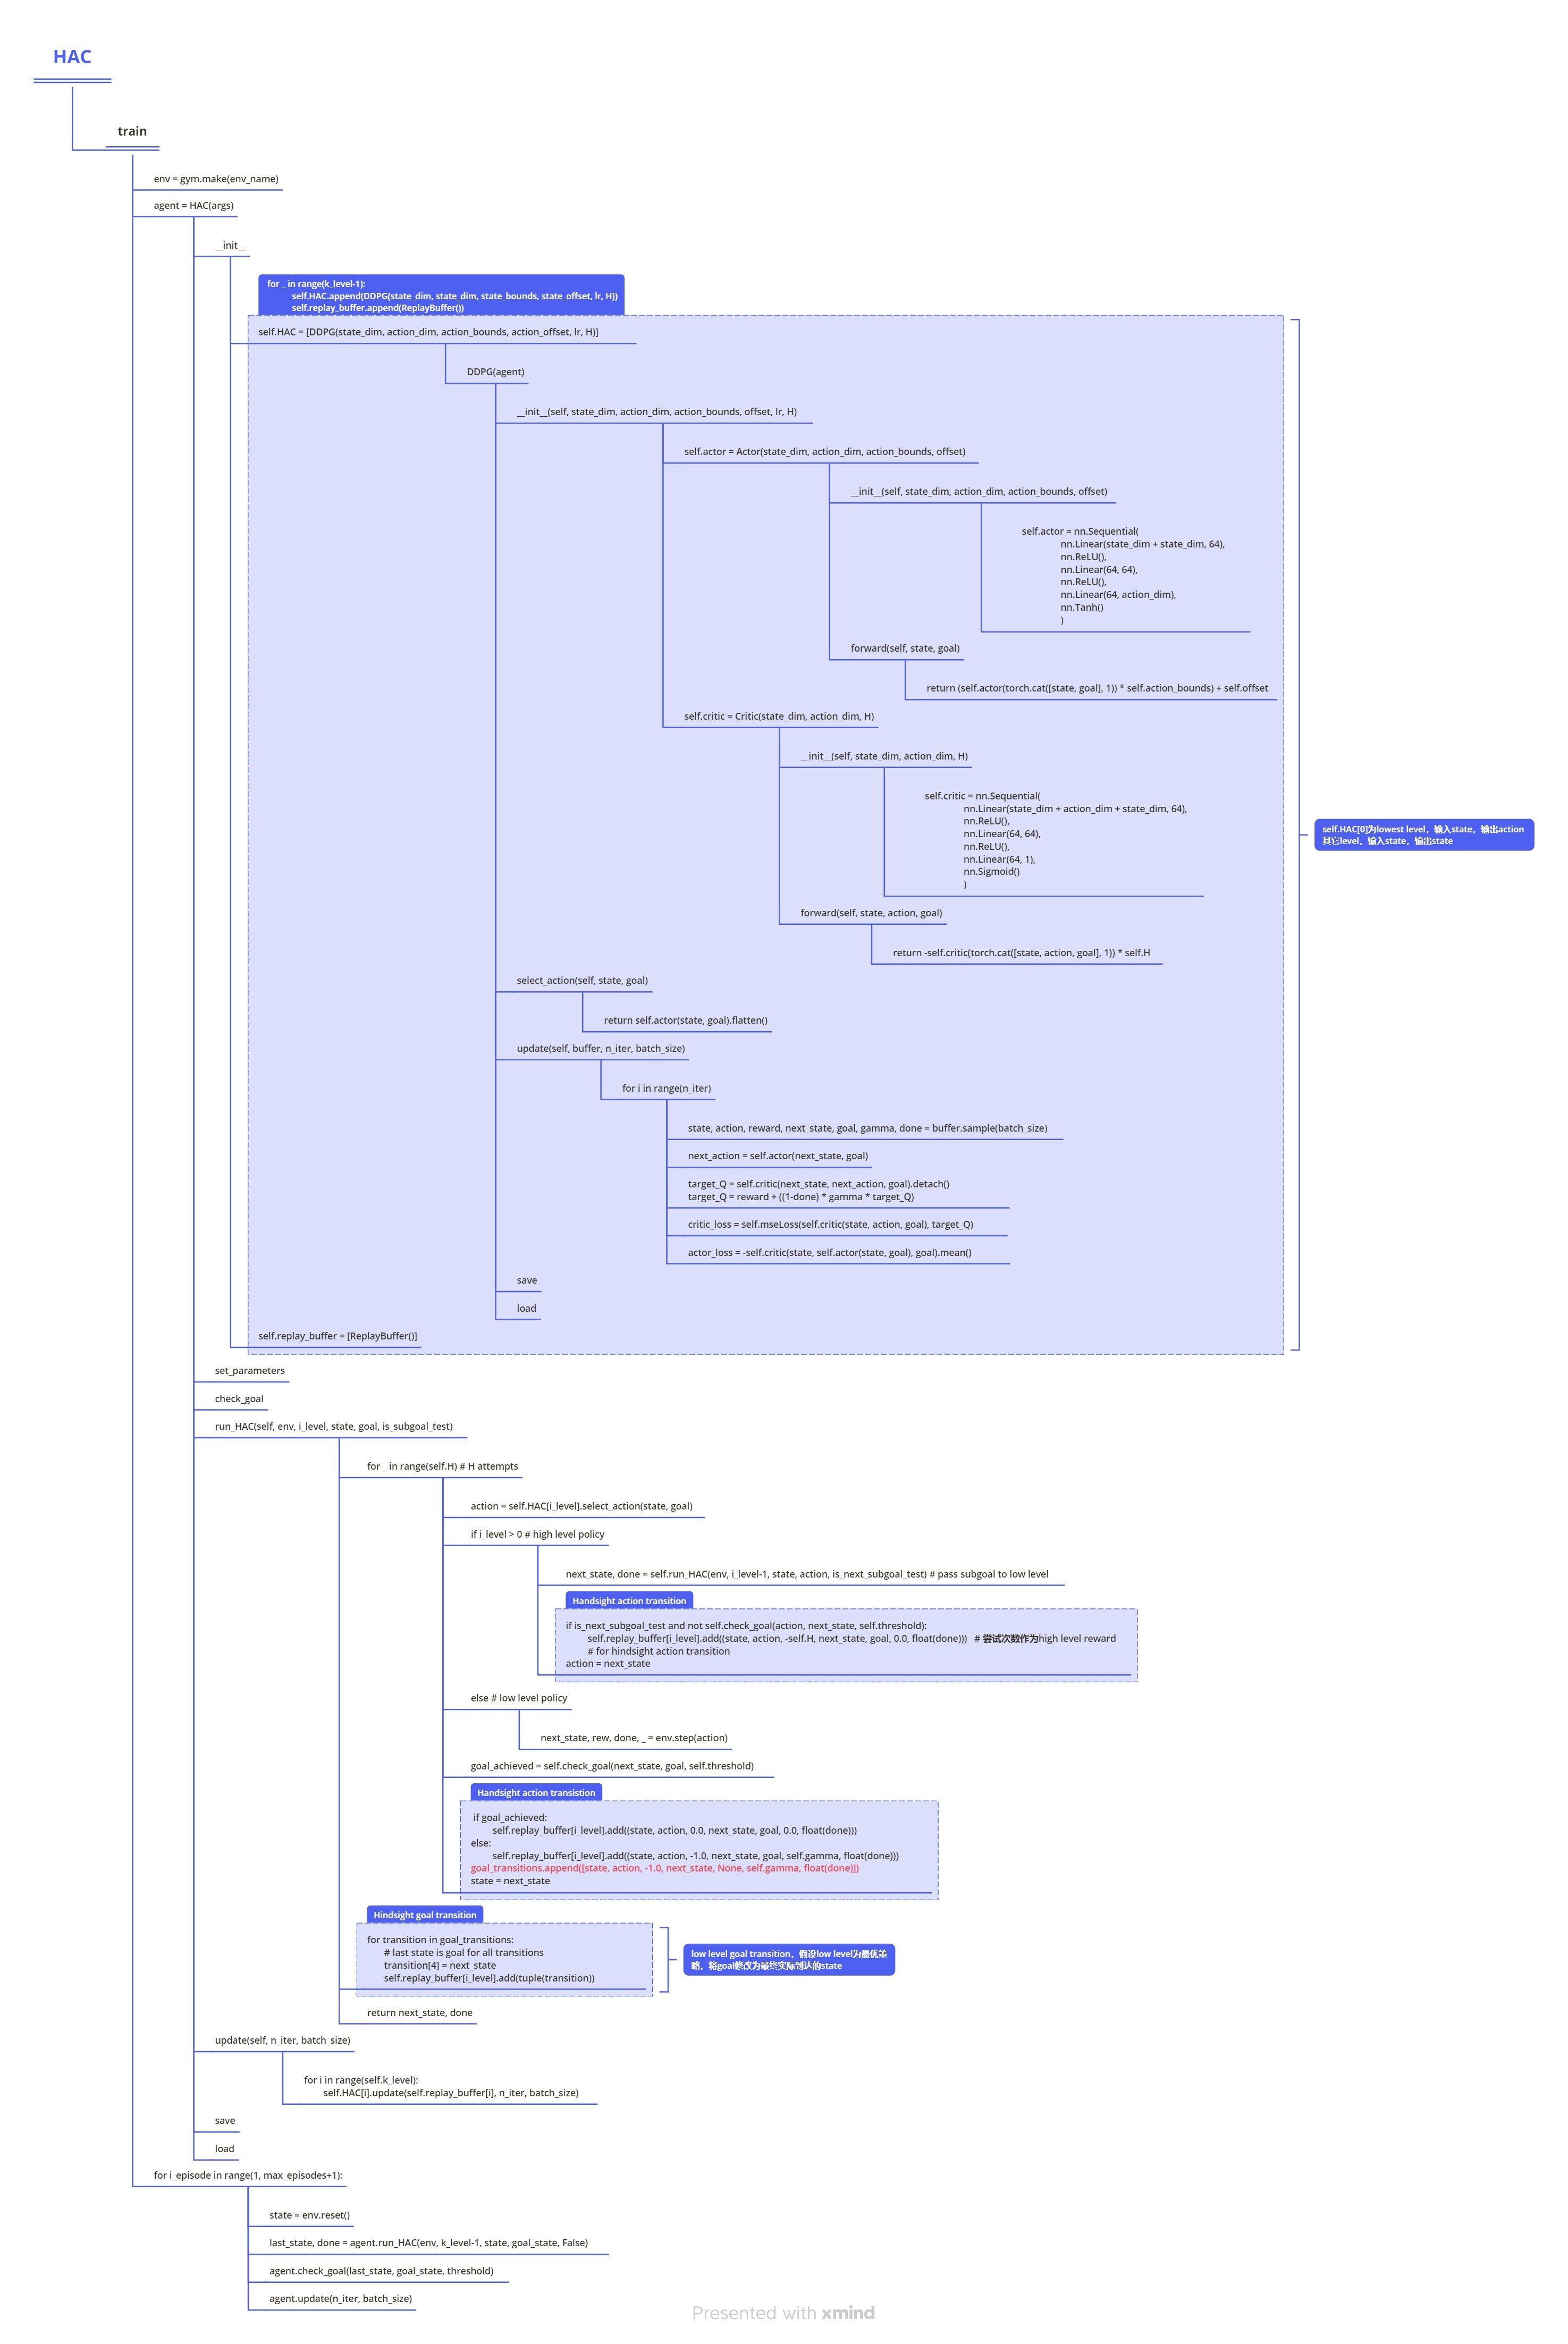 HAC
train
env = gym.make(env_name)
agent = HAC(args)
__init__
for _ in range(k_level-1):
self.HAC.append(DDPG(state_dim, state_dim, state_bounds, state_offset, lr, H))
self.replay_buffer.append(ReplayBuffer())
self.HAC = [DDPG(state_dim, action_dim, action_bounds, action_offset, lr, H)]
DDPG(agent)
__init__(self, state_dim, action_dim, action_bounds, offset, lr, H)
self.actor = Actor(state_dim, action_dim, action_bounds, offset)
__init__(self, state_dim, action_dim, action_bounds, offset)
self.actor = nn.Sequential(
nn.Linear(state_dim + state_dim, 64),
nn.ReLU(),
nn.Linear(64, 64),
nn.ReLU(),
nn.Linear(64, action_dim),
nn.Tanh()
)
forward(self, state, goal)
return (self.actor(torch.cat([state, goal], 1)) * self.action_bounds) + self.offset
self.critic = Critic(state_dim, action_dim, H)
__init__(self, state_dim, action_dim, H)
self.critic = nn.Sequential(
nn.Linear(state_dim + action_dim + state_dim, 64),
nn.ReLU(),
nn.Linear(64, 64),
nn.ReLU(),
nn.Linear(64, 1),
nn.Sigmoid()
)
forward(self, state, action, goal)
return -self.critic(torch.cat([state, action, goal], 1)) * self.H
select_action(self, state, goal)
return self.actor(state, goal).flatten()
update(self, buffer, n_iter, batch_size)
for i in range(n_iter)
state, action, reward, next_state, goal, gamma, done = buffer.sample(batch_size)
next_action = self.actor(next_state, goal)
target_Q = self.critic(next_state, next_action, goal).detach()
target_Q = reward + ((1-done) * gamma * target_Q)
critic_loss = self.mseLoss(self.critic(state, action, goal), target_Q)
actor_loss = -self.critic(state, self.actor(state, goal), goal).mean()
save
load
self.replay_buffer = [ReplayBuffer()]
self.HAC[0]为lowest level，输入state，输出action
其它level，输入state，输出state
set_parameters
check_goal
run_HAC(self, env, i_level, state, goal, is_subgoal_test)
for _ in range(self.H) # H attempts
action = self.HAC[i_level].select_action(state, goal)
if i_level > 0 # high level policy
next_state, done = self.run_HAC(env, i_level-1, state, action, is_next_subgoal_test) # pass subgoal to low level
Handsight action transition
if is_next_subgoal_test and not self.check_goal(action, next_state, self.threshold):
self.replay_buffer[i_level].add((state, action, -self.H, next_state, goal, 0.0, float(done))) # 尝试次数作为high level reward
# for hindsight action transition
action = next_state
else # low level policy
next_state, rew, done, _ = env.step(action)
goal_achieved = self.check_goal(next_state, goal, self.threshold)
Handsight action transistion
if goal_achieved:
self.replay_buffer[i_level].add((state, action, 0.0, next_state, goal, 0.0, float(done)))
else:
self.replay_buffer[i_level].add((state, action, -1.0, next_state, goal, self.gamma, float(done)))
goal_transitions.append([state, action, -1.0, next_state, None, self.gamma, float(done)])
state = next_state
Hindsight goal transition
for transition in goal_transitions:
# last state is goal for all transitions
transition[4] = next_state
self.replay_buffer[i_level].add(tuple(transition))
low level goal transition，假设low level为最优策
略，将goal修改为最终实际到达的state
return next_state, done
update(self, n_iter, batch_size)
for i in range(self.k_level):
self.HAC[i].update(self.replay_buffer[i], n_iter, batch_size)
save
load
for i_episode in range(1, max_episodes+1):
state = env.reset()
last_state, done = agent.run_HAC(env, k_level-1, state, goal_state, False)
agent.check_goal(last_state, goal_state, threshold)
agent.update(n_iter, batch_size)
Presented with xmind